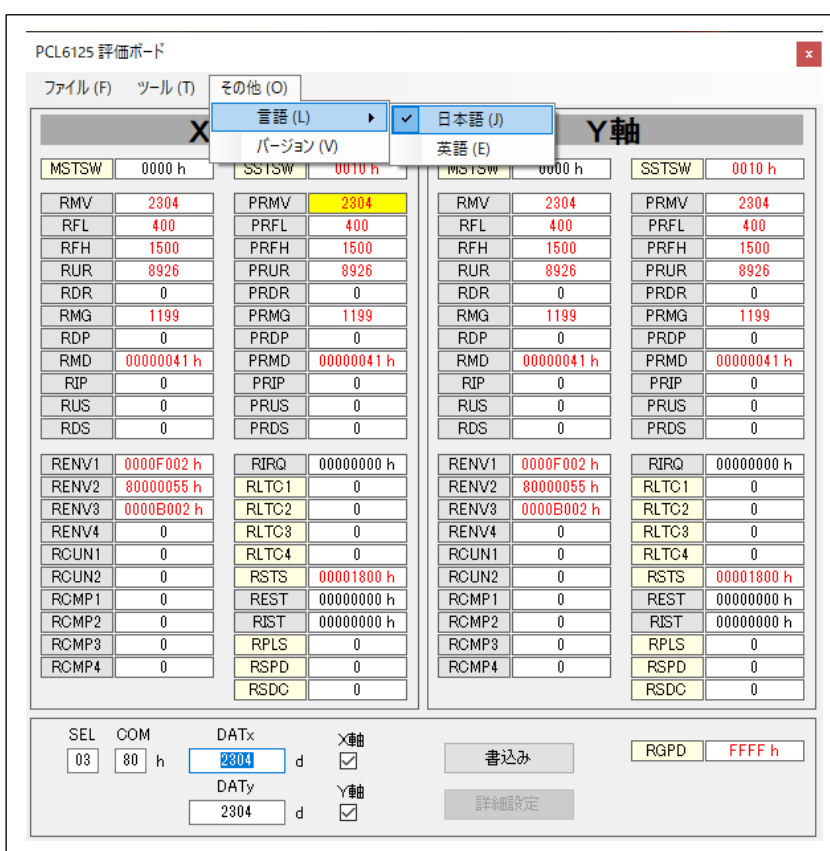 PCL6125 評価ボード x
ファイル (F) ツール (T) その他 (O)
言語 (L) ✓ 日本語 (J)
バージョン (V) 英語 (E)
X Y軸
MSTSW 0000 h SSTSW 0010 h MSTSW 0000 h SSTSW 0010 h
RMV 2304 PRMV 2304 RMV 2304 PRMV 2304
RFL 400 PRFL 400 RFL 400 PRFL 400
RFH 1500 PRFH 1500 RFH 1500 PRFH 1500
RUR 8926 PRUR 8926 RUR 8926 PRUR 8926
RDR 0 PRDR 0 RDR 0 PRDR 0
RMG 1199 PRMG 1199 RMG 1199 PRMG 1199
RDP 0 PRDP 0 RDP 0 PRDP 0
RMD 00000041 h PRMD 00000041 h RMD 00000041 h PRMD 00000041 h
RIP 0 PRIP 0 RIP 0 PRIP 0
RUS 0 PRUS 0 RUS 0 PRUS 0
RDS 0 PRDS 0 RDS 0 PRDS 0
RENV1 0000F002 h RIRQ 00000000 h RENV1 0000F002 h RIRQ 00000000 h
RENV2 80000055 h RLTC1 0 RENV2 80000055 h RLTC1 0
RENV3 0000B002 h RLTC2 0 RENV3 0000B002 h RLTC2 0
RENV4 0 RLTC3 0 RENV4 0 RLTC3 0
RCUN1 0 RLTC4 0 RCUN1 0 RLTC4 0
RCUN2 0 RSTS 00001800 h RCUN2 0 RSTS 00001800 h
RCMP1 0 REST 00000000 h RCMP1 0 REST 00000000 h
RCMP2 0 RIST 00000000 h RCMP2 0 RIST 00000000 h
RCMP3 0 RPLS 0 RCMP3 0 RPLS 0
RCMP4 0 RSPD 0 RCMP4 0 RSPD 0
RSDC 0 RSDC 0
SEL COM DATx X軸
03 80 h 2304 d 書込み RGPD FFFF h
DATy Y軸
2304 d 詳細設定